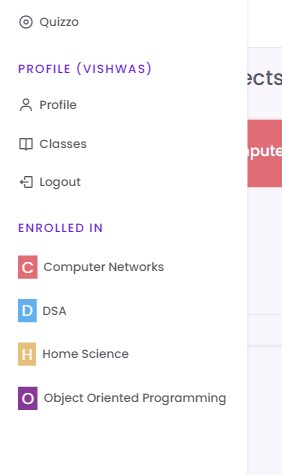 Quizzo
PROFILE (VISHWAS)
ects
Profile
Classes
mpute
Logout
ENROLLED IN
C Computer Networks
D DSA
H Home Science
O Object Oriented Programming